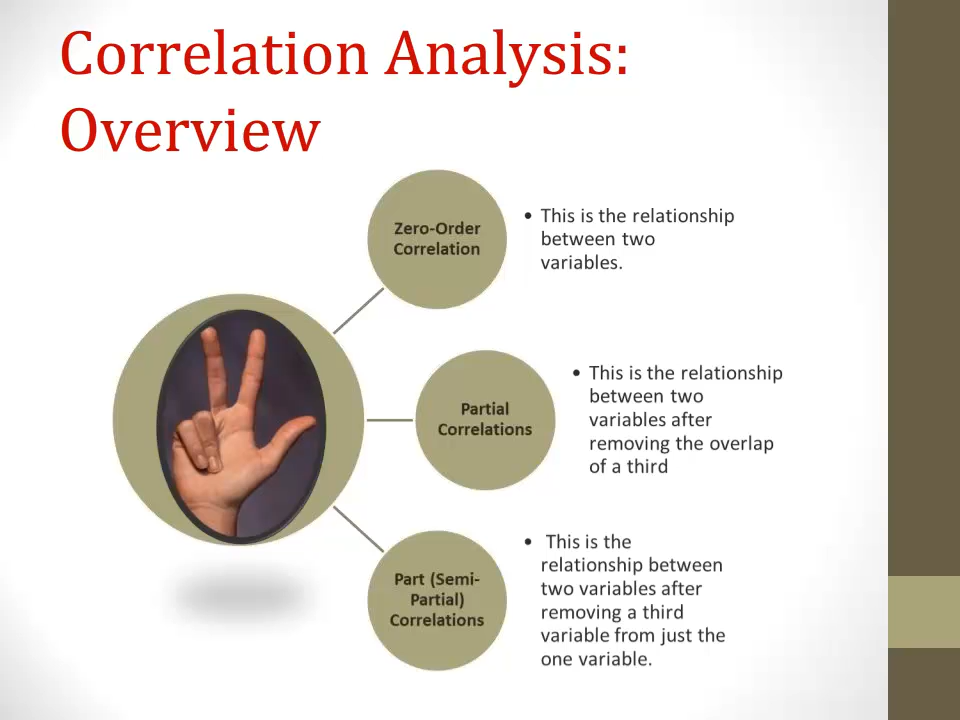 Correlation Analysis:
Overview
Zero-Order
Correlation
• This is the relationship
between two
variables.
Partial
Correlations
• This is the relationship
between two
variables after
removing the overlap
of a third
Part (Semi-
Partial)
Correlations
• This is the
relationship between
two variables after
removing a third
variable from just the
one variable.